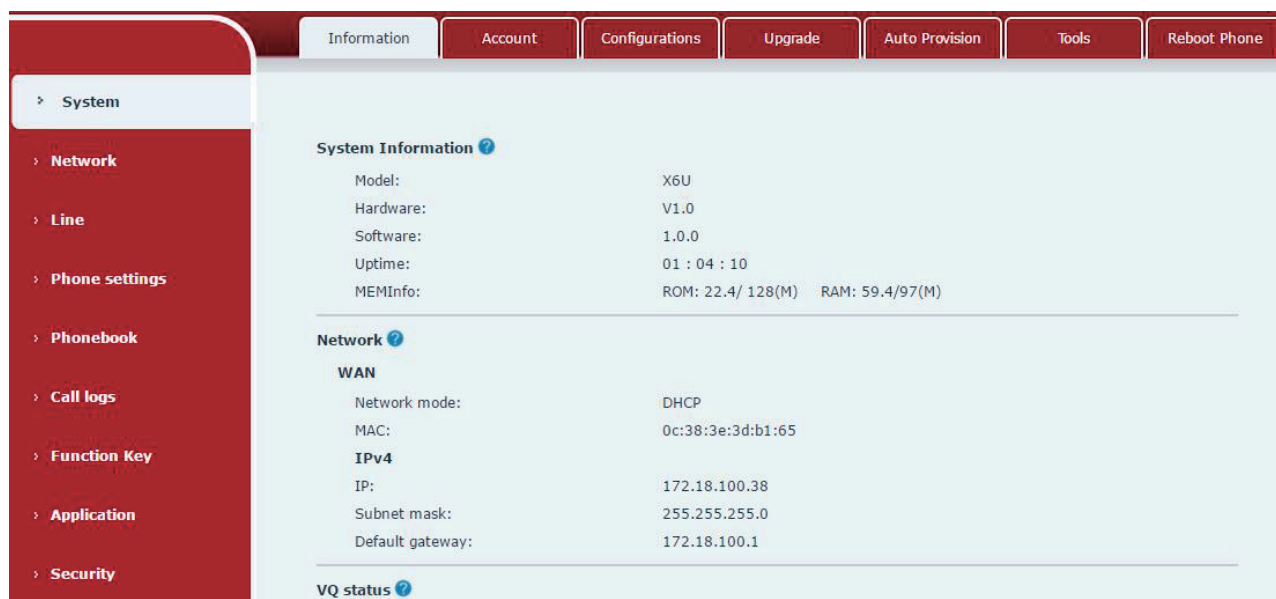 Information Account Configurations Upgrade Auto Provision Tools Reboot Phone
System
Network
Line
Phone settings
Phonebook
Call logs
Function Key
Application
Security
System Information
Model: X6U
Hardware: V1.0
Software: 1.0.0
Uptime: 01 : 04 : 10
MEMInfo: ROM: 22.4/ 128(M) RAM: 59.4/97(M)
Network
WAN
Network mode: DHCP
MAC: 0c:38:3e:3d:b1:65
IPv4
IP: 172.18.100.38
Subnet mask: 255.255.255.0
Default gateway: 172.18.100.1
VQ status